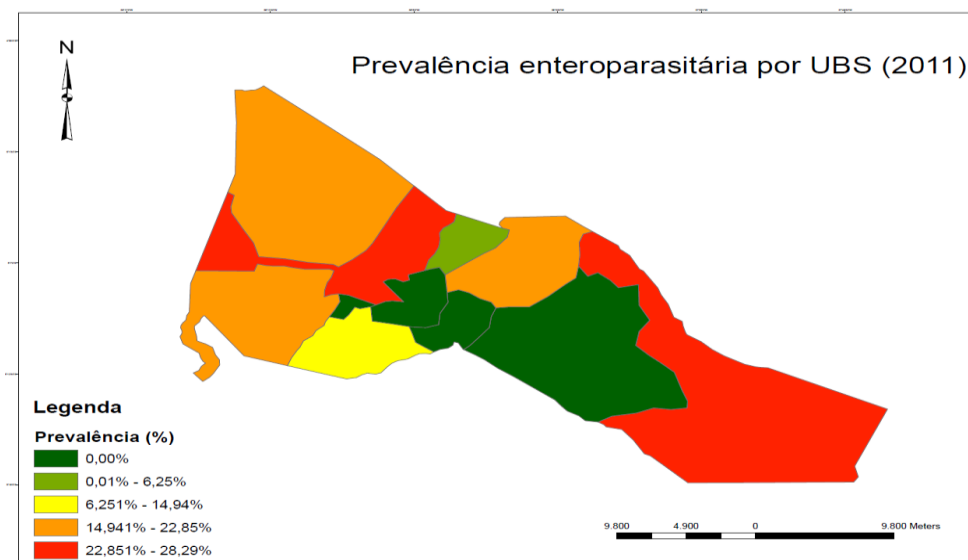 N
Prevalência enteroparasitária por UBS (2011)
Legenda
Prevalência (%)
0,00%
0,01% - 6,25%
6,251% - 14,94%
14,941% - 22,85%
22,851% - 28,29%
9.800 4.900 0 9.800 Meters